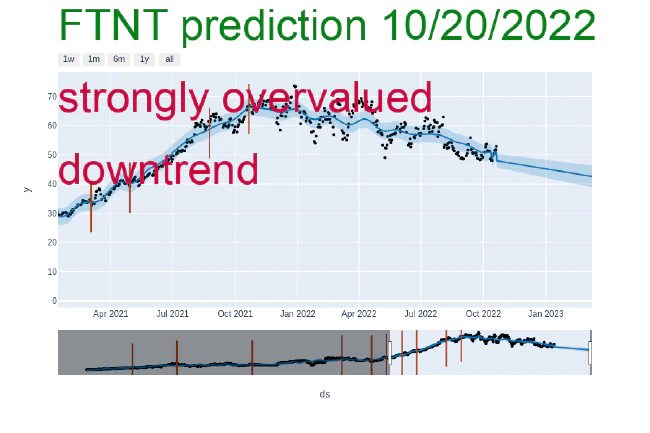 FTNT prediction 10/20/2022
1w 1m 6m 1y all
strongly overvalued
downtrend
70
60
50
40
30
20
10
0
y
Apr 2021 Jul 2021 Oct 2021 Jan 2022 Apr 2022 Jul 2022 Oct 2022 Jan 2023
ds